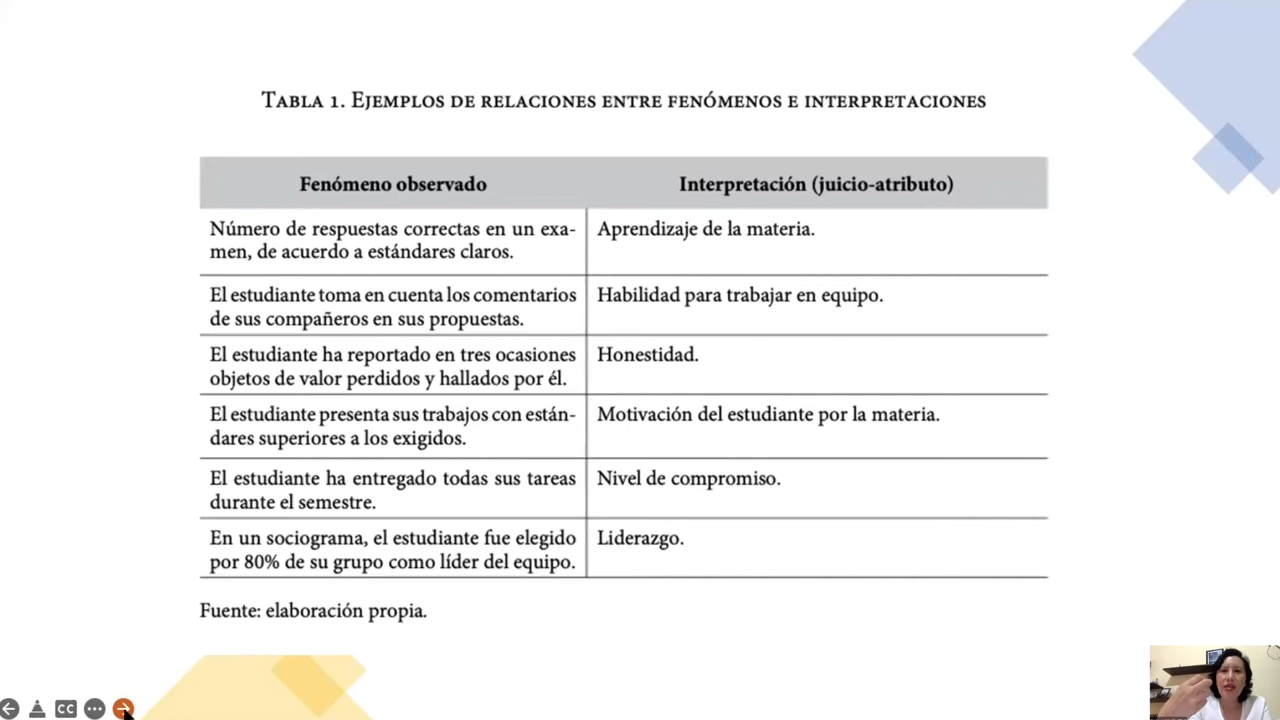 Tabla 1. Ejemplos de relaciones entre fenómenos e interpretaciones
Fenómeno observado
Interpretación (juicio-atributo)
Número de respuestas correctas en un exa-
men, de acuerdo a estándares claros.
Aprendizaje de la materia.
El estudiante toma en cuenta los comentarios
de sus compañeros en sus propuestas.
Habilidad para trabajar en equipo.
El estudiante ha reportado en tres ocasiones
objetos de valor perdidos y hallados por él.
Honestidad.
El estudiante presenta sus trabajos con están-
dares superiores a los exigidos.
Motivación del estudiante por la materia.
El estudiante ha entregado todas sus tareas
durante el semestre.
Nivel de compromiso.
En un sociograma, el estudiante fue elegido
por 80% de su grupo como líder del equipo.
Liderazgo.
Fuente: elaboración propia.
CC